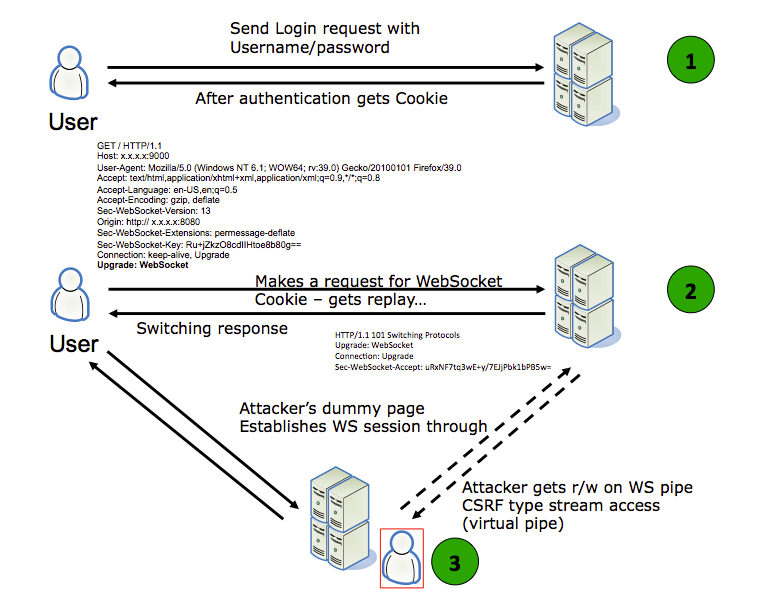 Send Login request with
Username/password
1
After authentication gets Cookie
User
GET / HTTP/1.1
Host: x.x.x.x:9000
User-Agent: Mozilla/5.0 (Windows NT 6.1; WOW64; rv:39.0) Gecko/20100101 Firefox/39.0
Accept: text/html,application/xhtml+xml,application/xml;q=0.9,*/*;q=0.8
Accept-Language: en-US,en;q=0.5
Accept-Encoding: gzip, deflate
Sec-WebSocket-Version: 13
Origin: http:// x.x.x.x:8080
Sec-WebSocket-Extensions: permessage-deflate
Sec-WebSocket-Key: Ru+jZkzO8cdIIHtoe8b80g==
Connection: keep-alive, Upgrade
Upgrade: WebSocket
Makes a request for WebSocket
Cookie – gets replay...
2
Switching response
User
HTTP/1.1 101 Switching Protocols
Upgrade: WebSocket
Connection: Upgrade
Sec-WebSocket-Accept: uRxNF7tq3wE+y/7EJjPbk1bPB5w=
Attacker's dummy page
Establishes WS session through
Attacker gets r/w on WS pipe
CSRF type stream access
(virtual pipe)
3